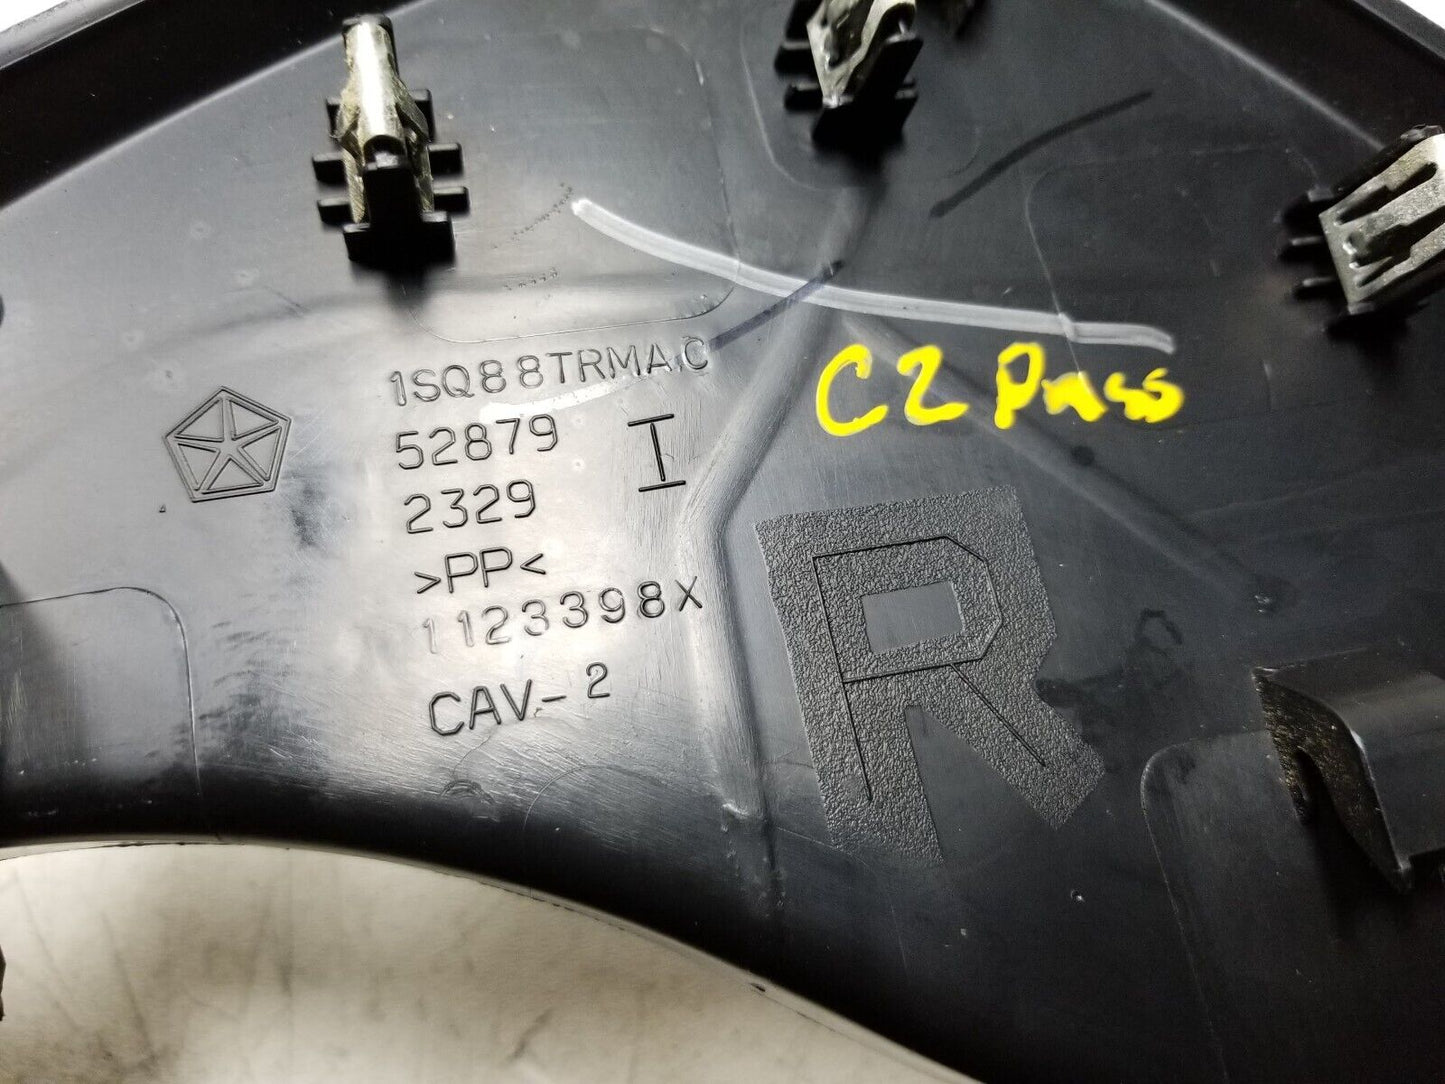 1SQ88TRMAC
52879 I
2329
>PP<
1123398X
CAV-2
C2 Pass
R